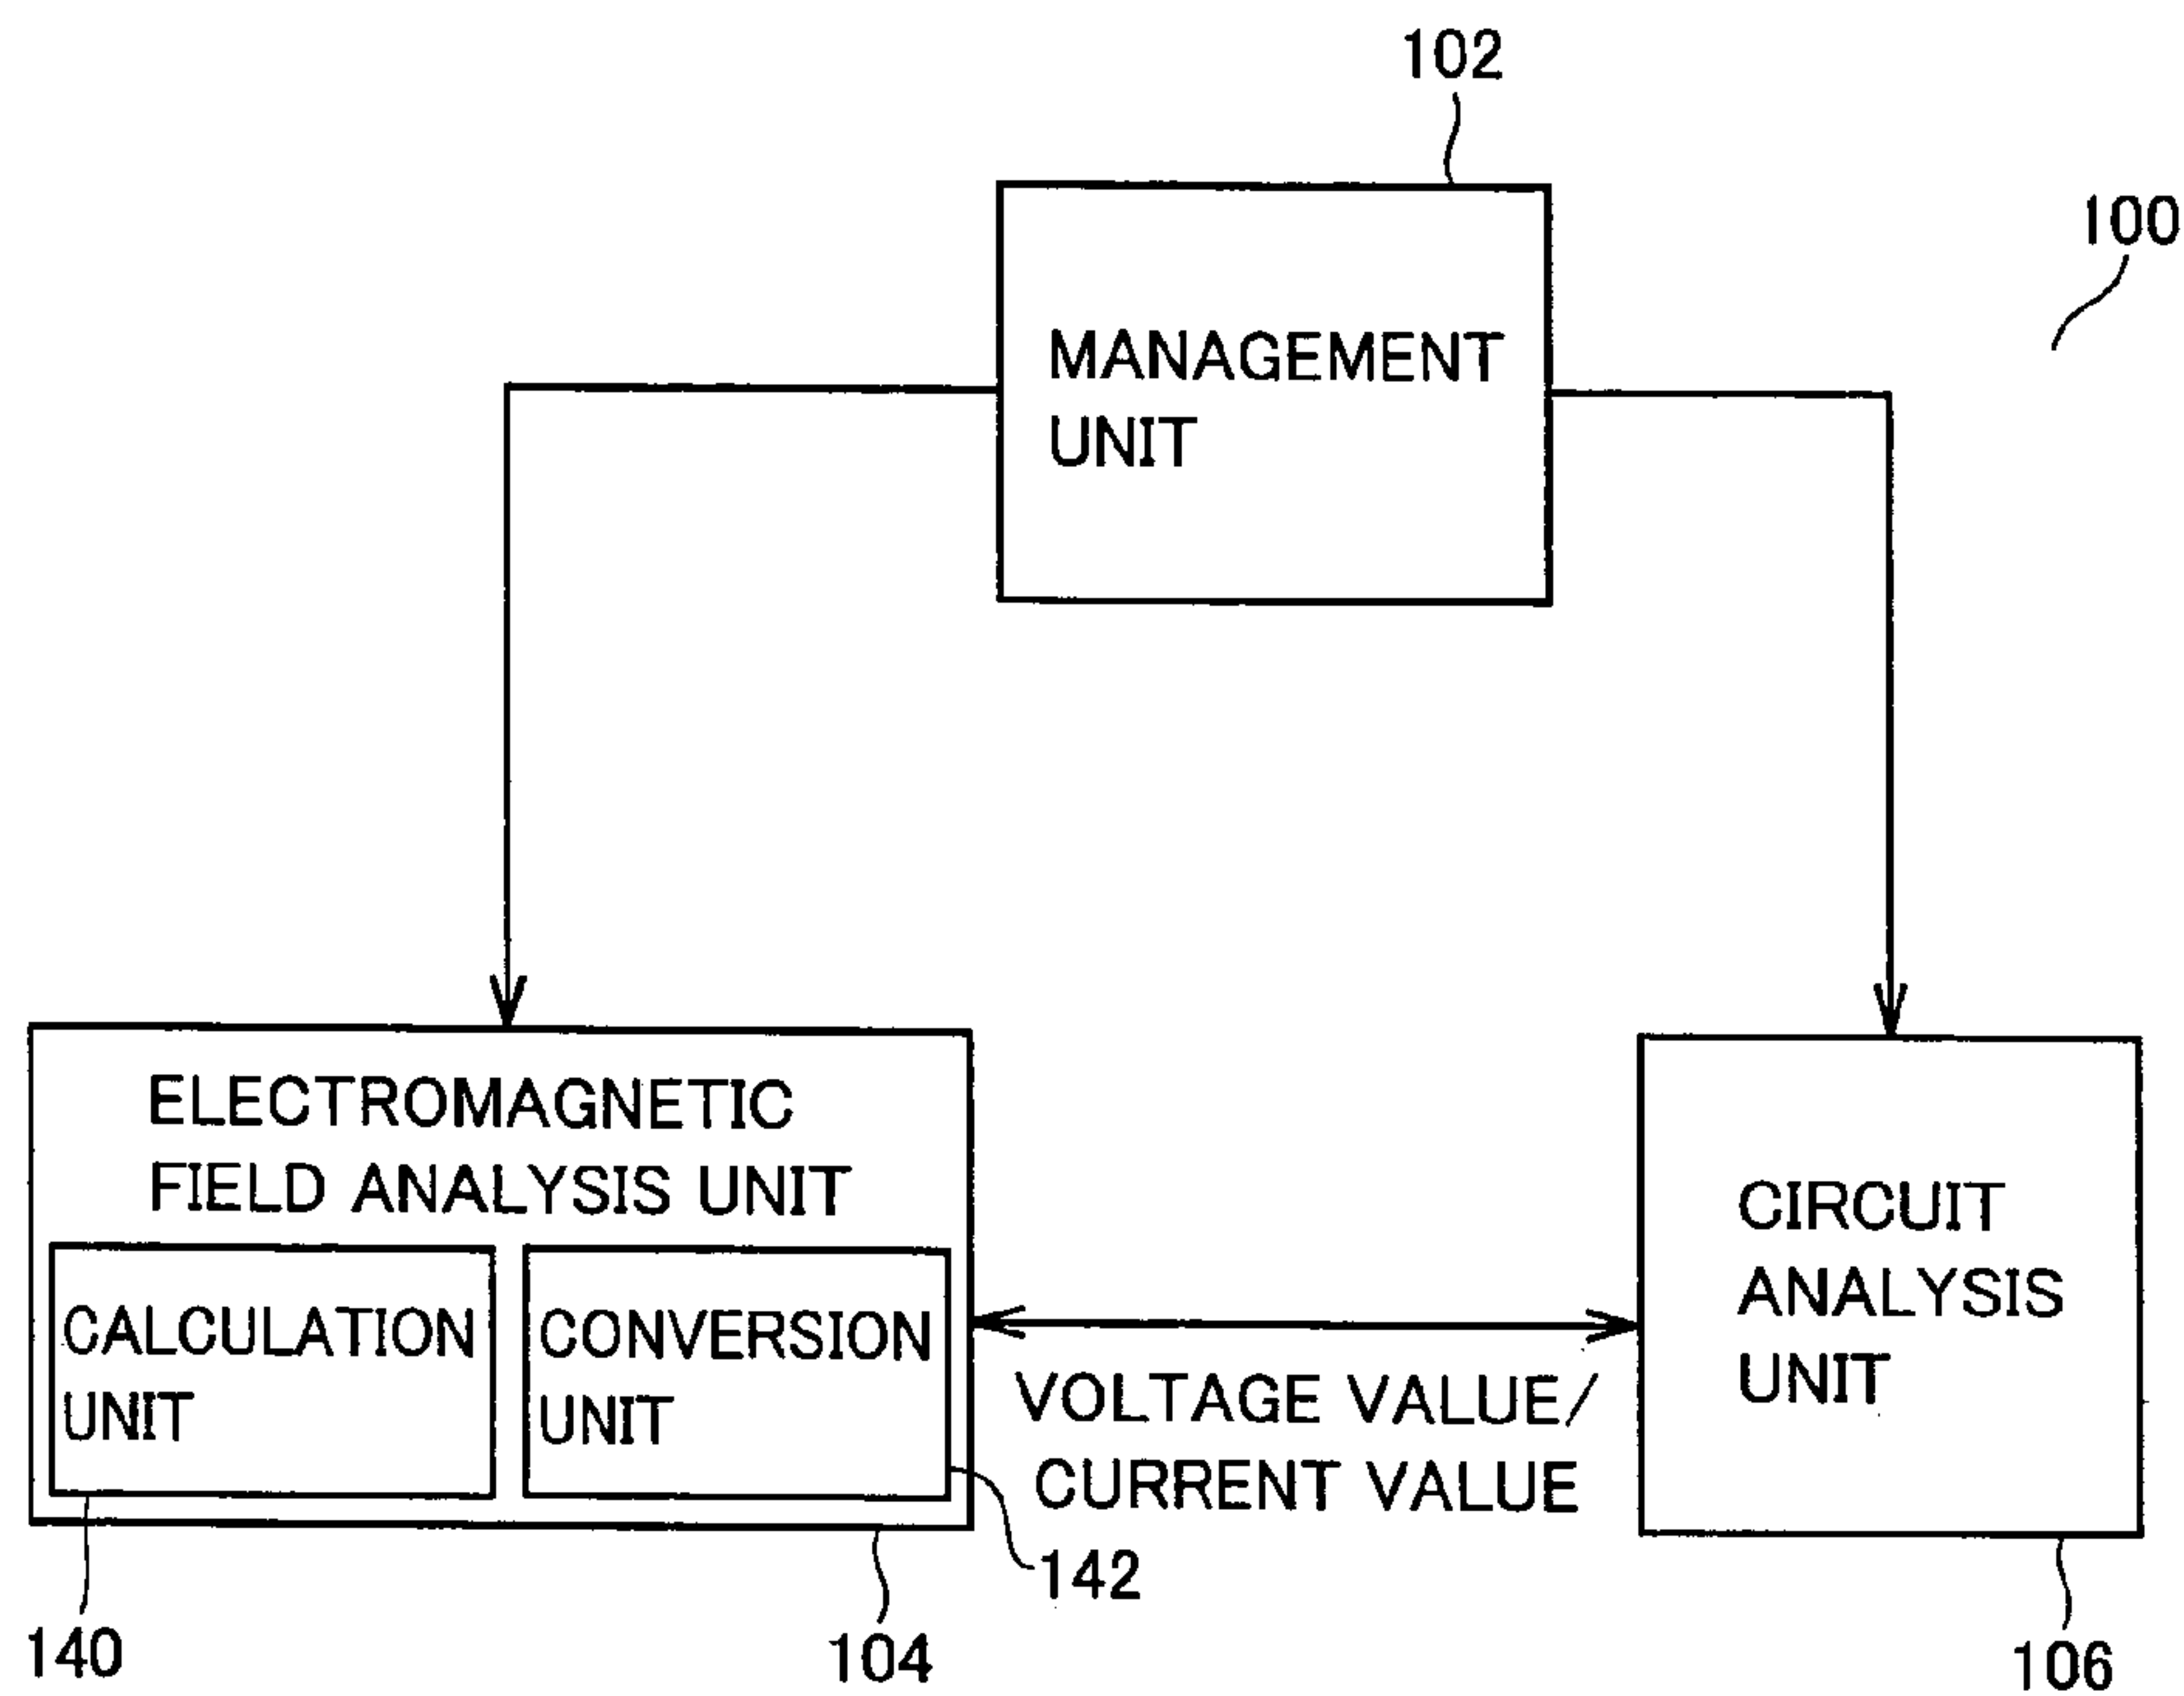 102
100
MANAGEMENT
UNIT
ELECTROMAGNETIC
FIELD ANALYSIS UNIT
CALCULATION
UNIT
CONVERSION
UNIT
VOLTAGE VALUE/
CURRENT VALUE
CIRCUIT
ANALYSIS
UNIT
142
140
104
106